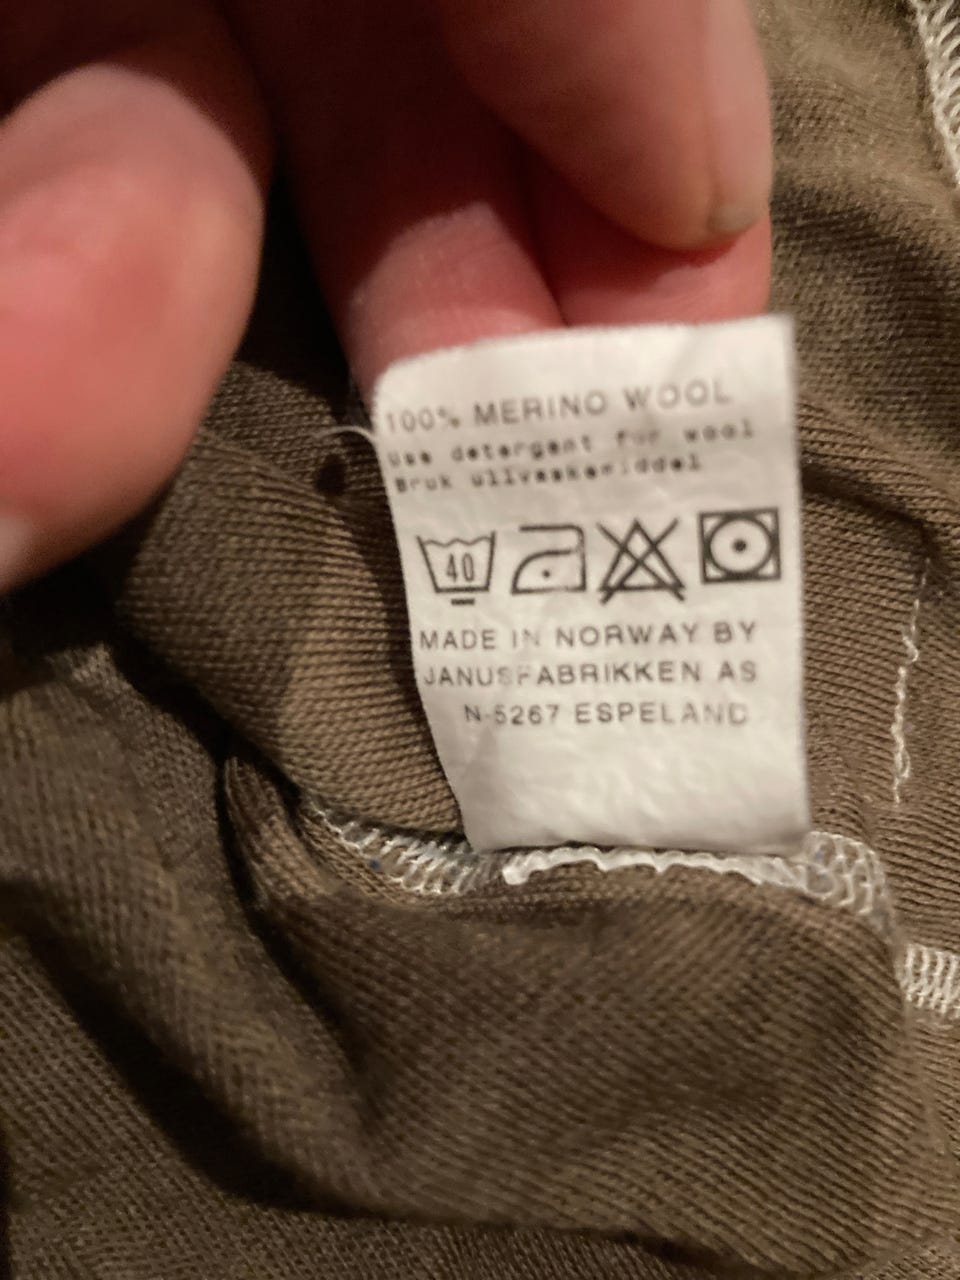 100% MERINO WOOL
Use detergent for wool
Bruk ullvaskemiddel
40
MADE IN NORWAY BY
JANUSFABRIKKEN AS
N-5267 ESPELAND